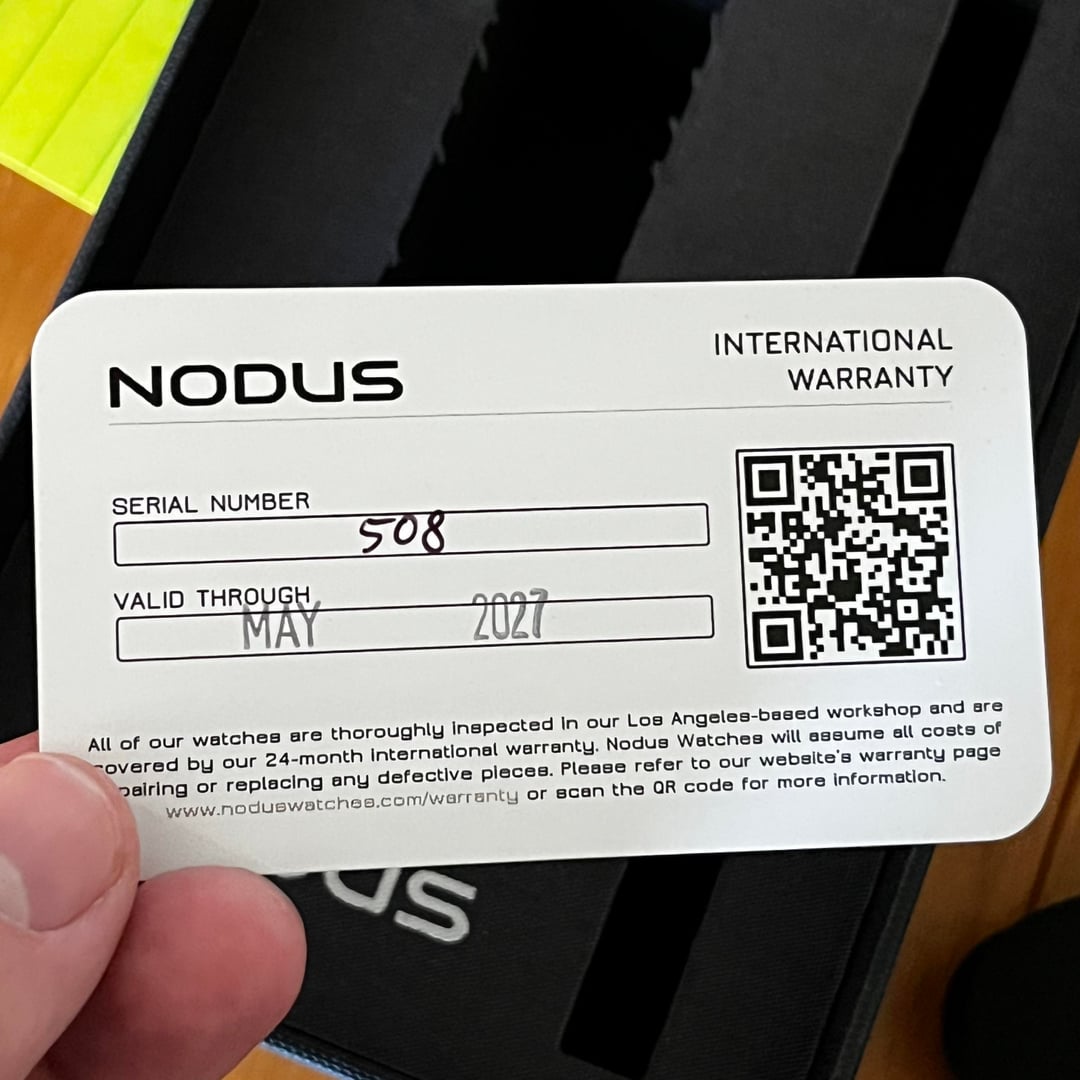 NODUS
INTERNATIONAL
WARRANTY
SERIAL NUMBER
508
VALID THROUGH
MAY 2027
All of our watches are thoroughly inspected in our Los Angeles-based workshop and are
covered by our 24-month international warranty. Nodus Watches will assume all costs of
pairing or replacing any defective pieces. Please refer to our website's warranty page
www.noduswatches.com/warranty or scan the QR code for more information.
US